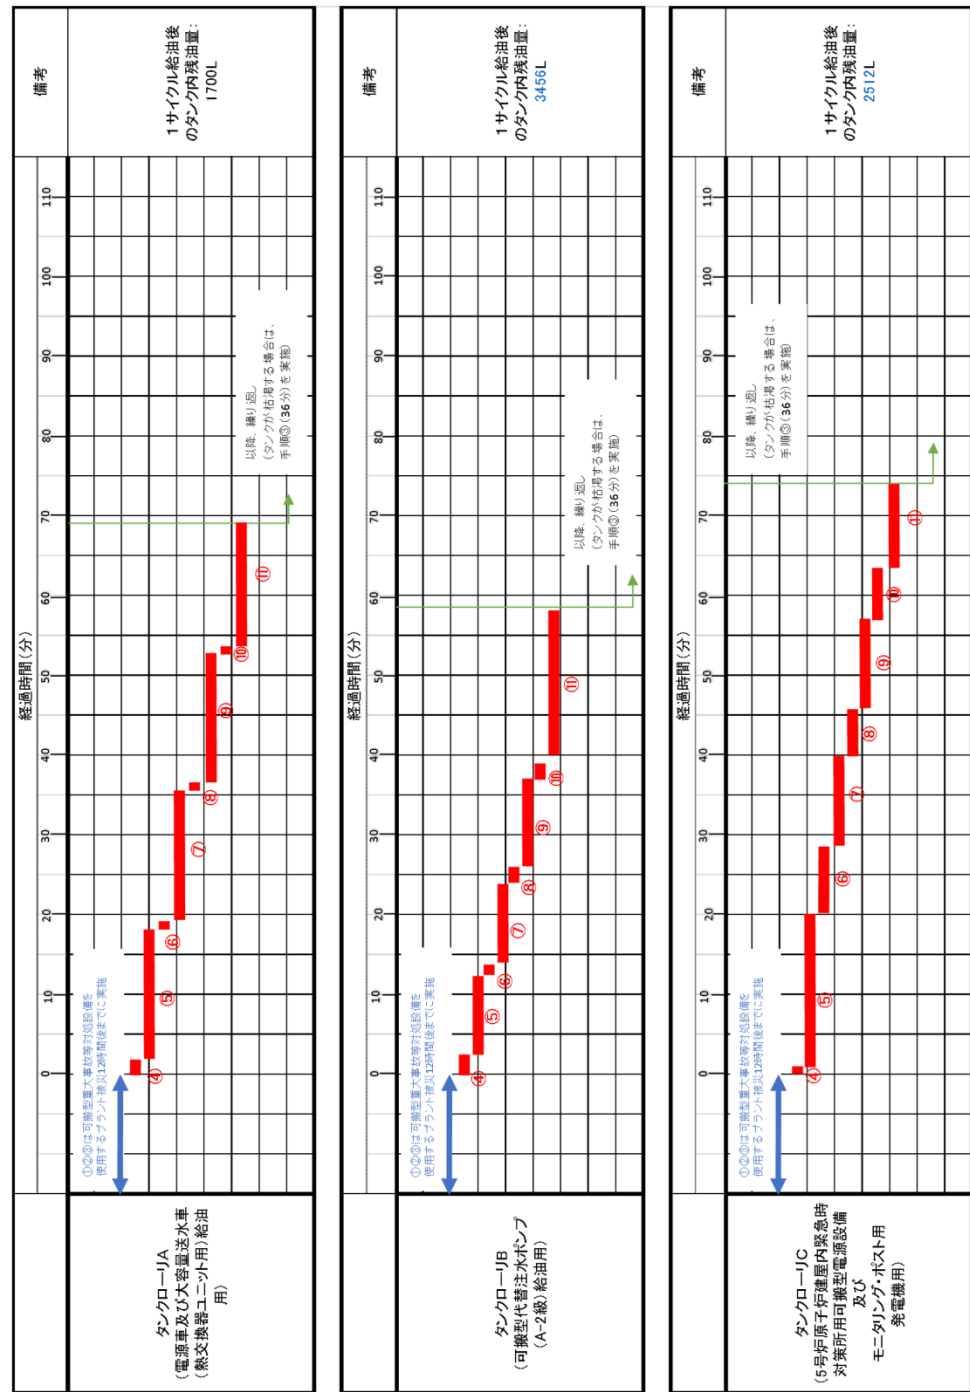 経過時間(分)
備考
0
10
20
30
40
50
60
70
80
90
100
110
タンクローリA
(電源車及び大容量送水車
(熱交換器ユニット用)給油
用)
①②③は可搬型重大事故等対処設備を
使用するプラント被災12時間後までに実施
④
⑤
⑥
⑦
⑧
⑨
⑩
⑪
以降、繰り返し
(タンクが枯渇する場合は、
手順③(36分)を実施)
1サイクル給油後
のタンク内残油量:
1700L
経過時間(分)
備考
0
10
20
30
40
50
60
70
80
90
100
110
タンクローリB
(可搬型代替注水ポンプ
(A-2級)給油用)
①②③は可搬型重大事故等対処設備を
使用するプラント被災12時間後までに実施
④
⑤
⑥
⑦
⑧
⑨
⑩
⑪
以降、繰り返し
(タンクが枯渇する場合は、
手順③(36分)を実施)
1サイクル給油後
のタンク内残油量:
3456L
経過時間(分)
備考
0
10
20
30
40
50
60
70
80
90
100
110
タンクローリC
(5号炉原子炉建屋内緊急時
対策所用可搬型電源設備
及び
モニタリング・ポスト用
発電機用)
①②③は可搬型重大事故等対処設備を
使用するプラント被災12時間後までに実施
④
⑤
⑥
⑦
⑧
⑨
⑩
⑪
以降、繰り返し
(タンクが枯渇する場合は、
手順③(36分)を実施)
1サイクル給油後
のタンク内残油量:
2512L